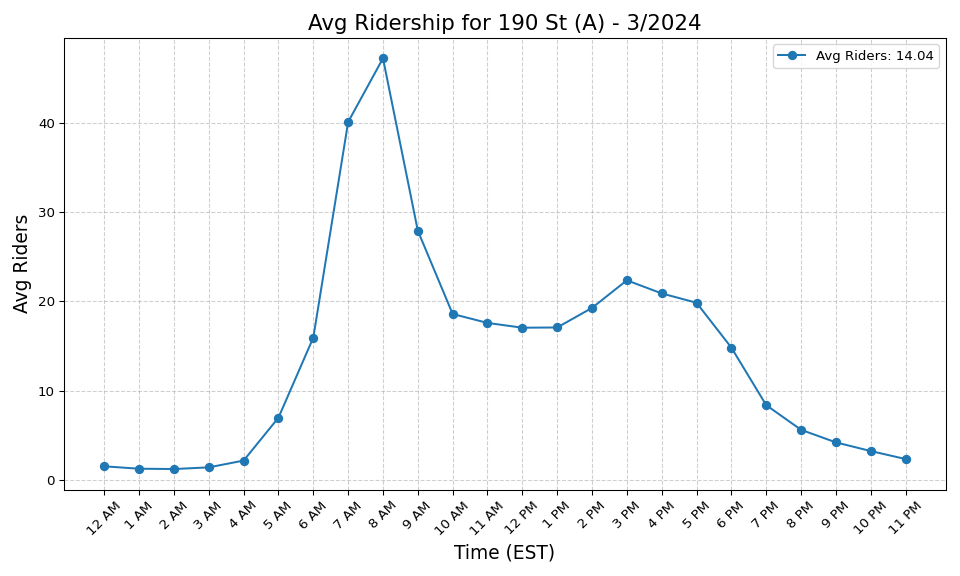 Avg Ridership for 190 St (A) - 3/2024
Avg Riders: 14.04
Avg Riders
40
30
20
10
0
12 AM 1 AM 2 AM 3 AM 4 AM 5 AM 6 AM 7 AM 8 AM 9 AM 10 AM 11 AM 12 PM 1 PM 2 PM 3 PM 4 PM 5 PM 6 PM 7 PM 8 PM 9 PM 10 PM 11 PM
Time (EST)